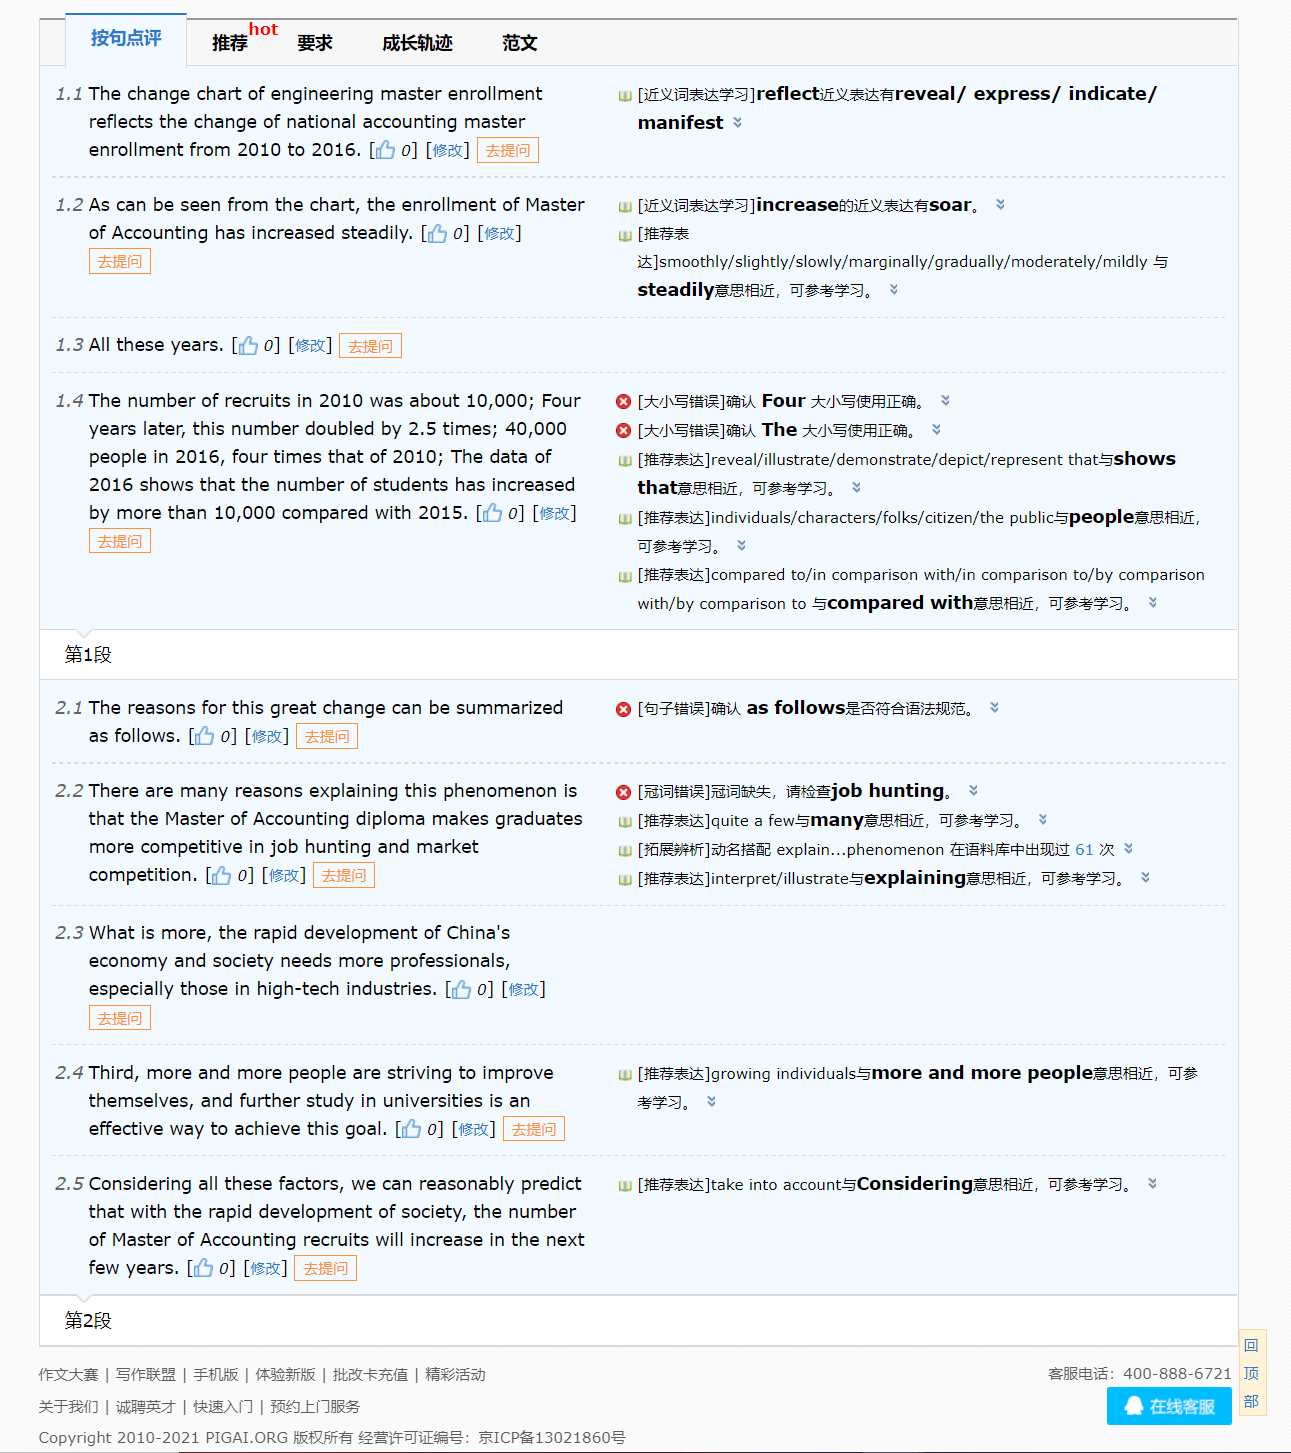 按句点评 推荐 hot 要求 成长轨迹 范文
1.1 The change chart of engineering master enrollment
reflects the change of national accounting master
enrollment from 2010 to 2016. [ 0] [修改] 去提问
[近义词表达学习]reflect近义表达有reveal/ express/ indicate/
manifest
1.2 As can be seen from the chart, the enrollment of Master
of Accounting has increased steadily. [ 0] [修改]
去提问
[近义词表达学习]increase的近义表达有soar。
[推荐表
达]smoothly/slightly/slowly/marginally/gradually/moderately/mildly 与
steadily意思相近，可参考学习。
1.3 All these years. [ 0] [修改] 去提问
1.4 The number of recruits in 2010 was about 10,000; Four
years later, this number doubled by 2.5 times; 40,000
people in 2016, four times that of 2010; The data of
2016 shows that the number of students has increased
by more than 10,000 compared with 2015. [ 0] [修改]
去提问
[大小写错误]确认 Four 大小写使用正确。
[大小写错误]确认 The 大小写使用正确。
[推荐表达]reveal/illustrate/demonstrate/depict/represent that与shows
that意思相近，可参考学习。
[推荐表达]individuals/characters/folks/citizen/the public与people意思相近，
可参考学习。
[推荐表达]compared to/in comparison with/in comparison to/by comparison
with/by comparison to 与compared with意思相近，可参考学习。
第1段
2.1 The reasons for this great change can be summarized
as follows. [ 0] [修改] 去提问
[句子错误]确认 as follows是否符合语法规范。
2.2 There are many reasons explaining this phenomenon is
that the Master of Accounting diploma makes graduates
more competitive in job hunting and market
competition. [ 0] [修改] 去提问
[冠词错误]冠词缺失，请检查job hunting。
[推荐表达]quite a few与many意思相近，可参考学习。
[拓展辨析]动名搭配 explain...phenomenon 在语料库中出现过 61 次
[推荐表达]interpret/illustrate与explaining意思相近，可参考学习。
2.3 What is more, the rapid development of China's
economy and society needs more professionals,
especially those in high-tech industries. [ 0] [修改]
去提问
2.4 Third, more and more people are striving to improve
themselves, and further study in universities is an
effective way to achieve this goal. [ 0] [修改] 去提问
[推荐表达]growing individuals与more and more people意思相近，可参
考学习。
2.5 Considering all these factors, we can reasonably predict
that with the rapid development of society, the number
of Master of Accounting recruits will increase in the next
few years. [ 0] [修改] 去提问
[推荐表达]take into account与Considering意思相近，可参考学习。
第2段
作文大赛 | 写作联盟 | 手机版 | 体验新版 | 批改卡充值 | 精彩活动
关于我们 | 诚聘英才 | 快速入门 | 预约上门服务
Copyright 2010-2021 PIGAI.ORG 版权所有 经营许可证编号：京ICP备13021860号
客服电话：400-888-6721
在线客服
回
顶
部